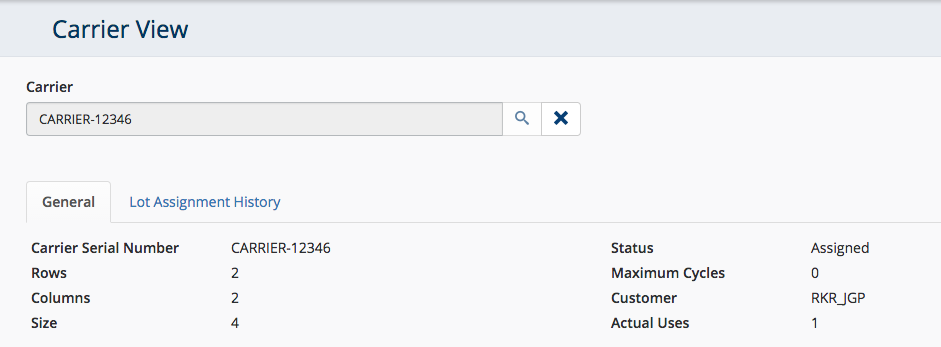 Carrier View
Carrier
CARRIER-12346
General Lot Assignment History
Carrier Serial Number CARRIER-12346 Status Assigned
Rows 2 Maximum Cycles 0
Columns 2 Customer RKR_JGP
Size 4 Actual Uses 1